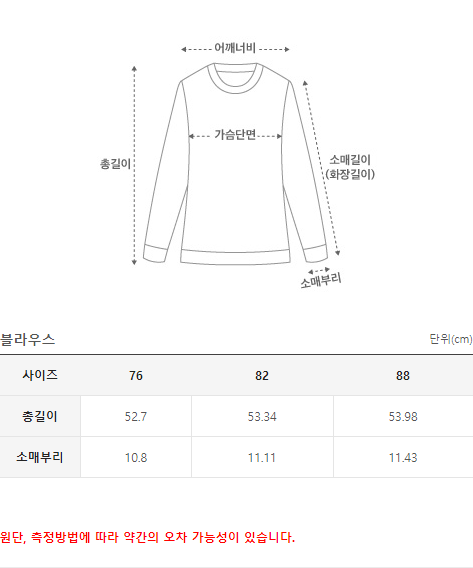 어깨너비
가슴단면
총길이
소매길이
(화장길이)
소매부리
블라우스 단위(cm)
사이즈 76 82 88
총길이 52.7 53.34 53.98
소매부리 10.8 11.11 11.43
원단, 측정방법에 따라 약간의 오차 가능성이 있습니다.